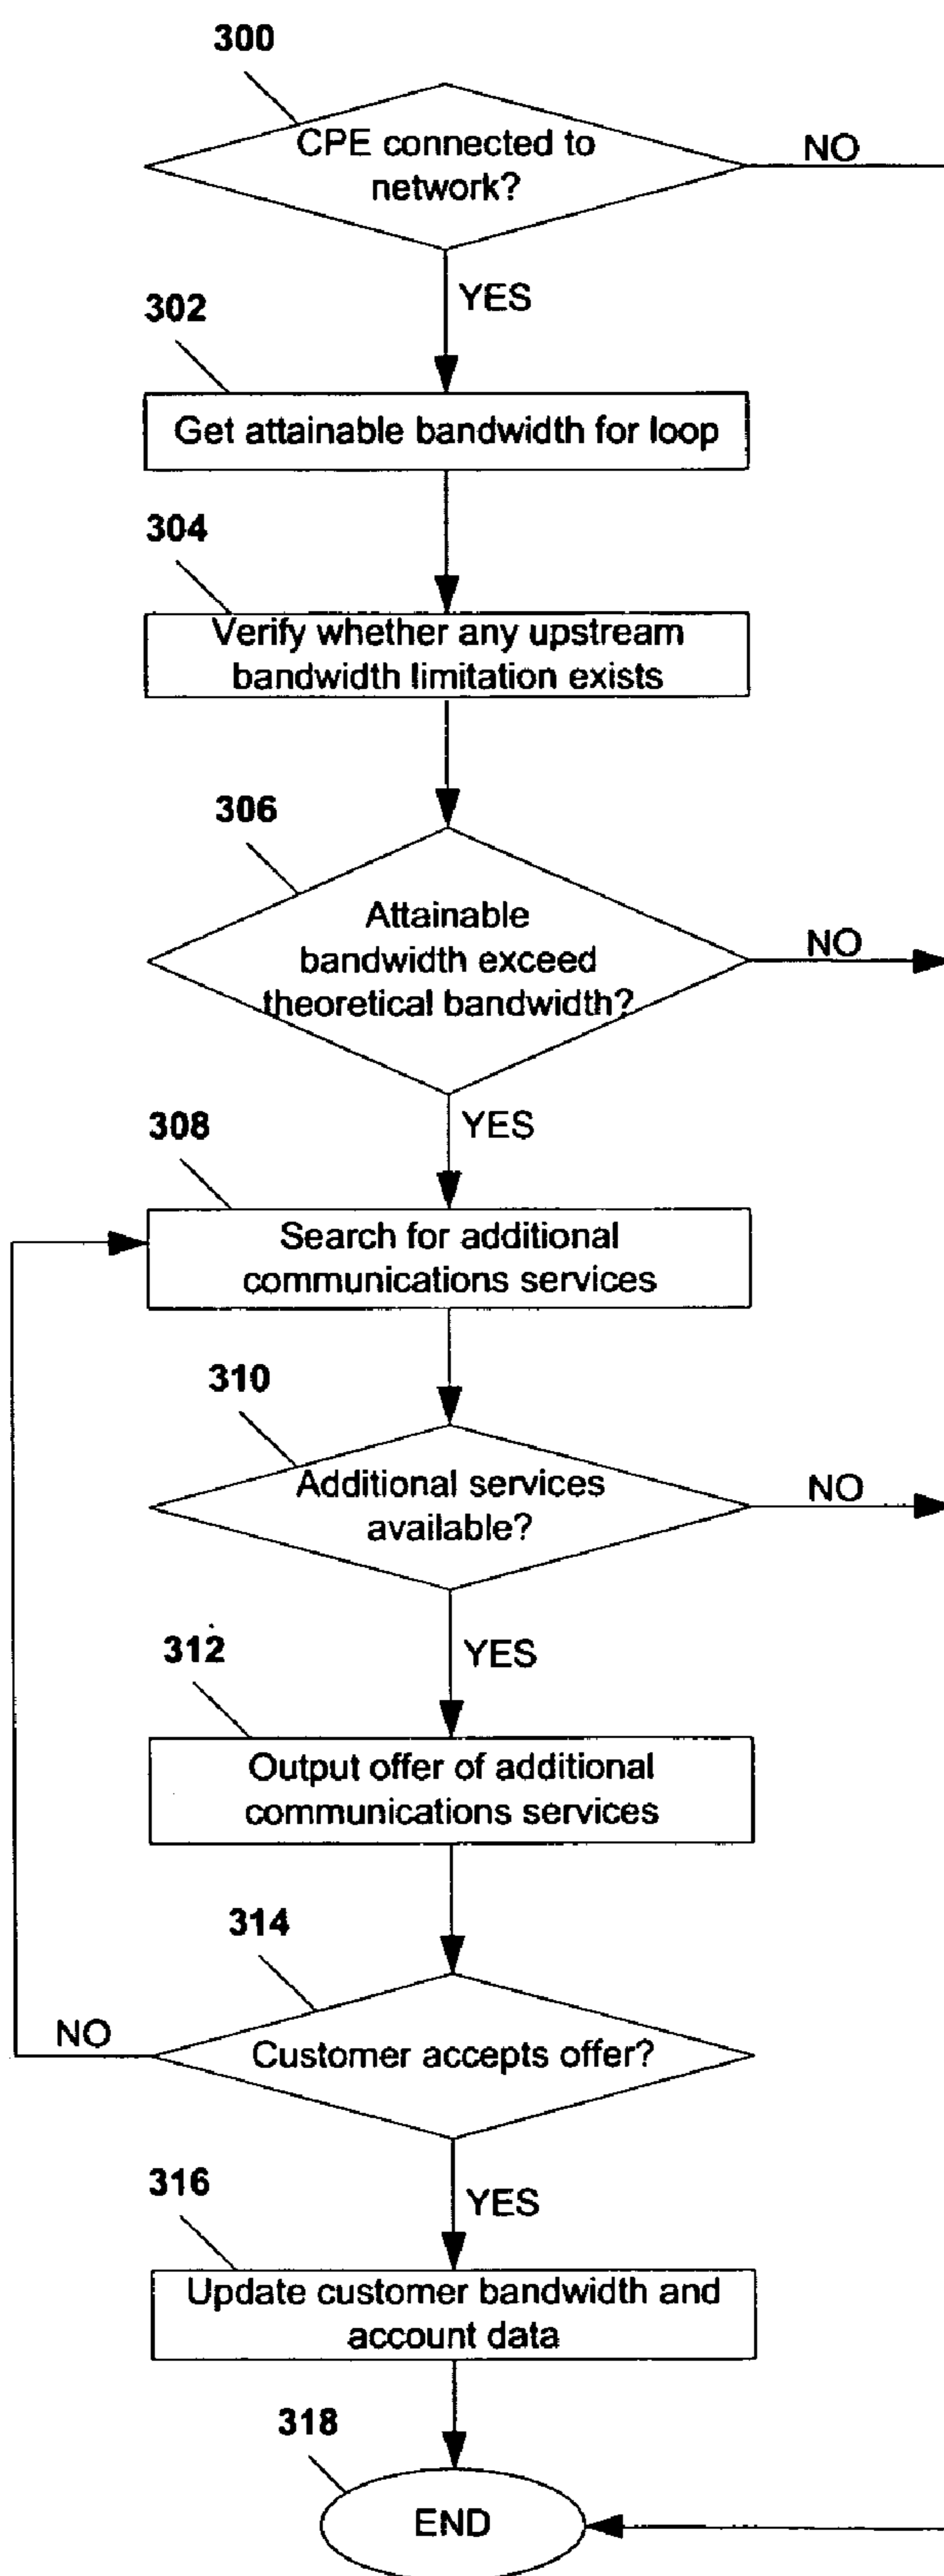 300
CPE connected to
network?
NO
YES
302
Get attainable bandwidth for loop
304
Verify whether any upstream
bandwidth limitation exists
306
Attainable
bandwidth exceed
theoretical bandwidth?
NO
YES
308
Search for additional
communications services
310
Additional services
available?
NO
YES
312
Output offer of additional
communications services
314
NO
Customer accepts offer?
YES
316
Update customer bandwidth and
account data
318
END